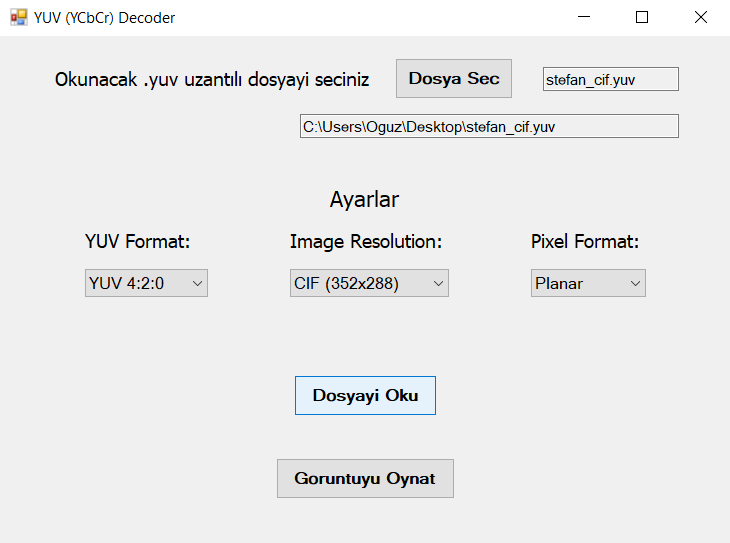 YUV (YCbCr) Decoder
Okunacak .yuv uzantılı dosyayi seciniz Dosya Sec stefan_cif.yuv
C:\Users\Oguz\Desktop\stefan_cif.yuv
Ayarlar
YUV Format: Image Resolution: Pixel Format:
YUV 4:2:0 CIF (352x288) Planar
Dosyayi Oku
Goruntuyu Oynat